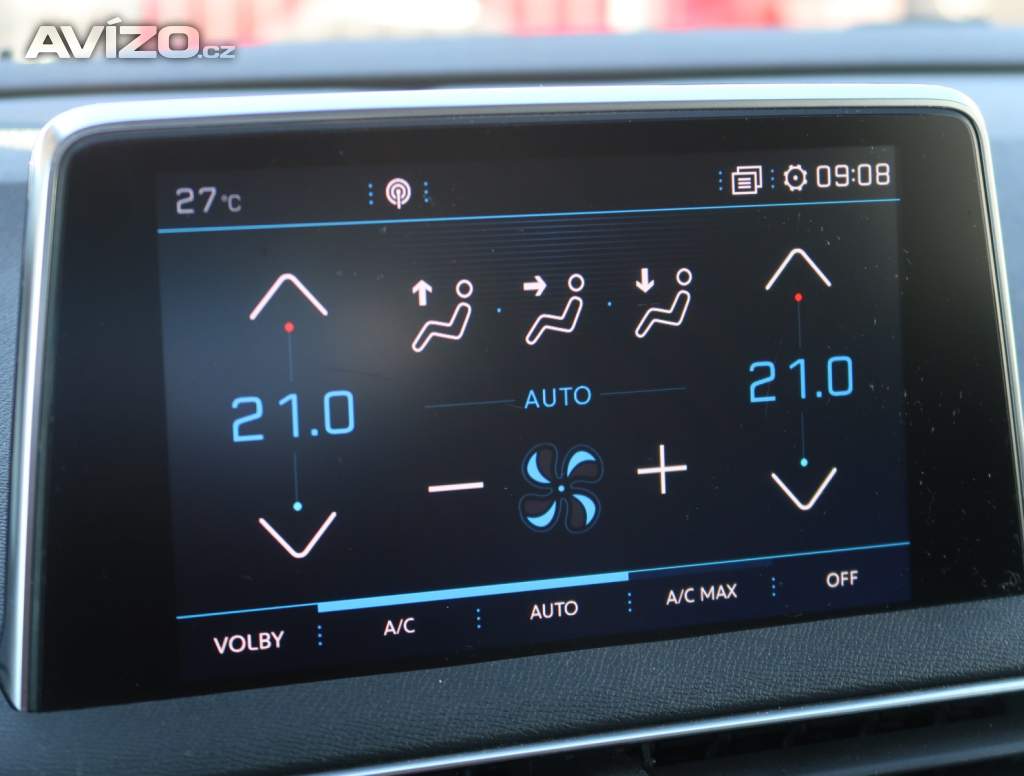 AVÍZO.cz
27°C 09:08
21.0 AUTO 21.0
VOLBY A/C AUTO A/C MAX OFF